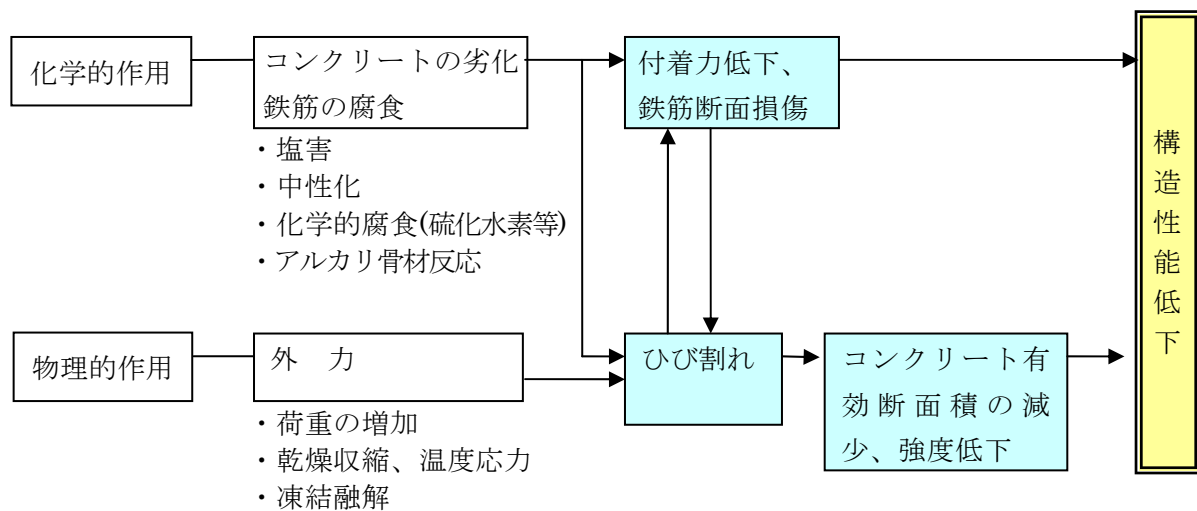 化学的作用
コンクリートの劣化
鉄筋の腐食
・塩害
・中性化
・化学的腐食(硫化水素等)
・アルカリ骨材反応
付着力低下、
鉄筋断面損傷
物理的作用
外 力
・荷重の増加
・乾燥収縮、温度応力
・凍結融解
ひび割れ
コンクリート有
効断面積の減
少、強度低下
構造性能低下